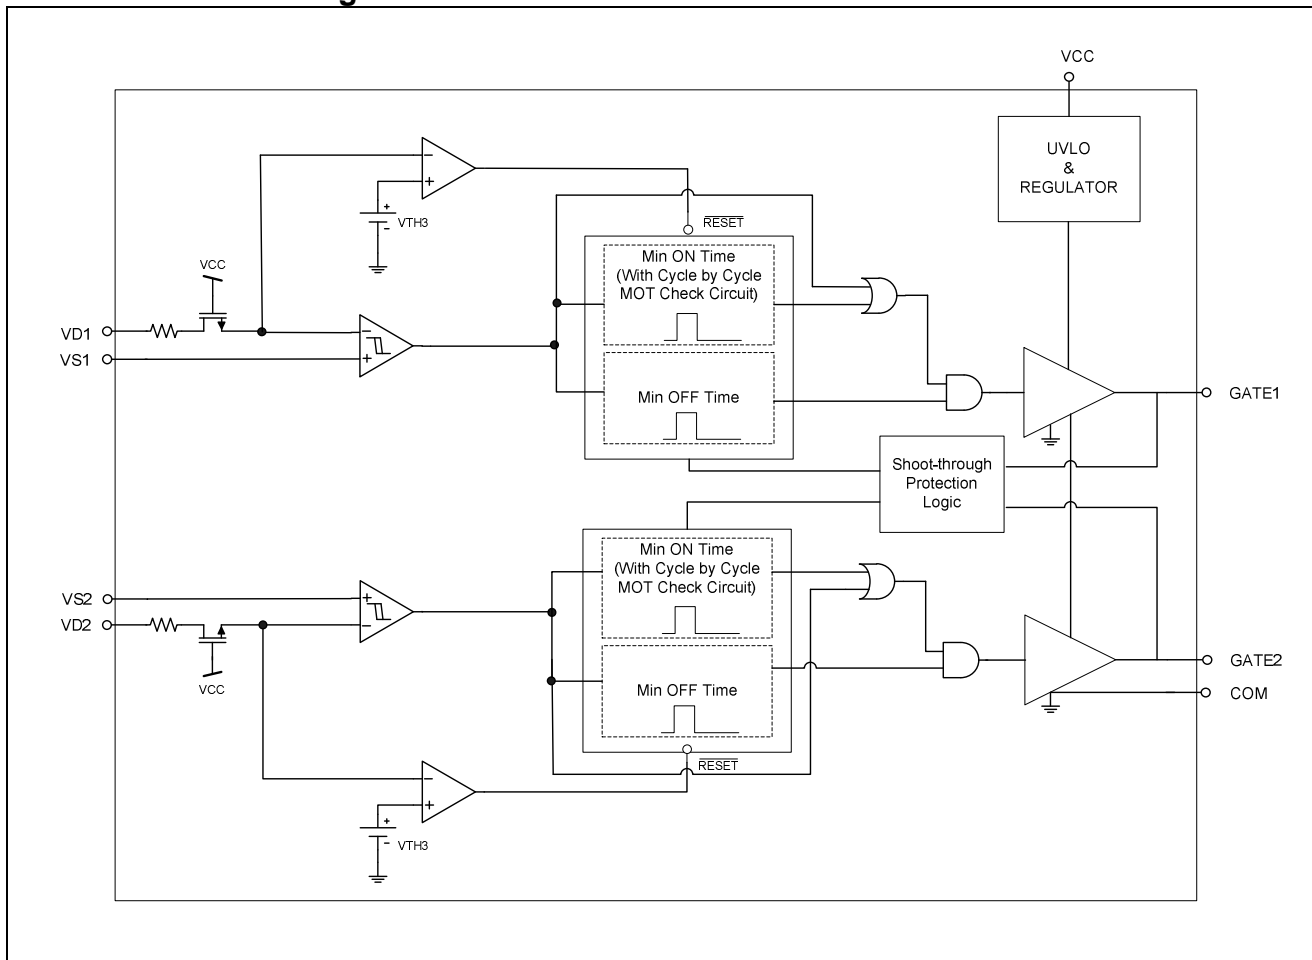 VCC
UVLO
&
REGULATOR
−
+
+
VTH3
-
RESET
Min ON Time
(With Cycle by Cycle
MOT Check Circuit)
VCC
VD1
−
VS1
+
Min OFF Time
GATE1
Shoot-through
Protection
Logic
Min ON Time
(With Cycle by Cycle
MOT Check Circuit)
VS2
+
VD2
−
VCC
Min OFF Time
GATE2
COM
RESET
−
+
+
VTH3
-